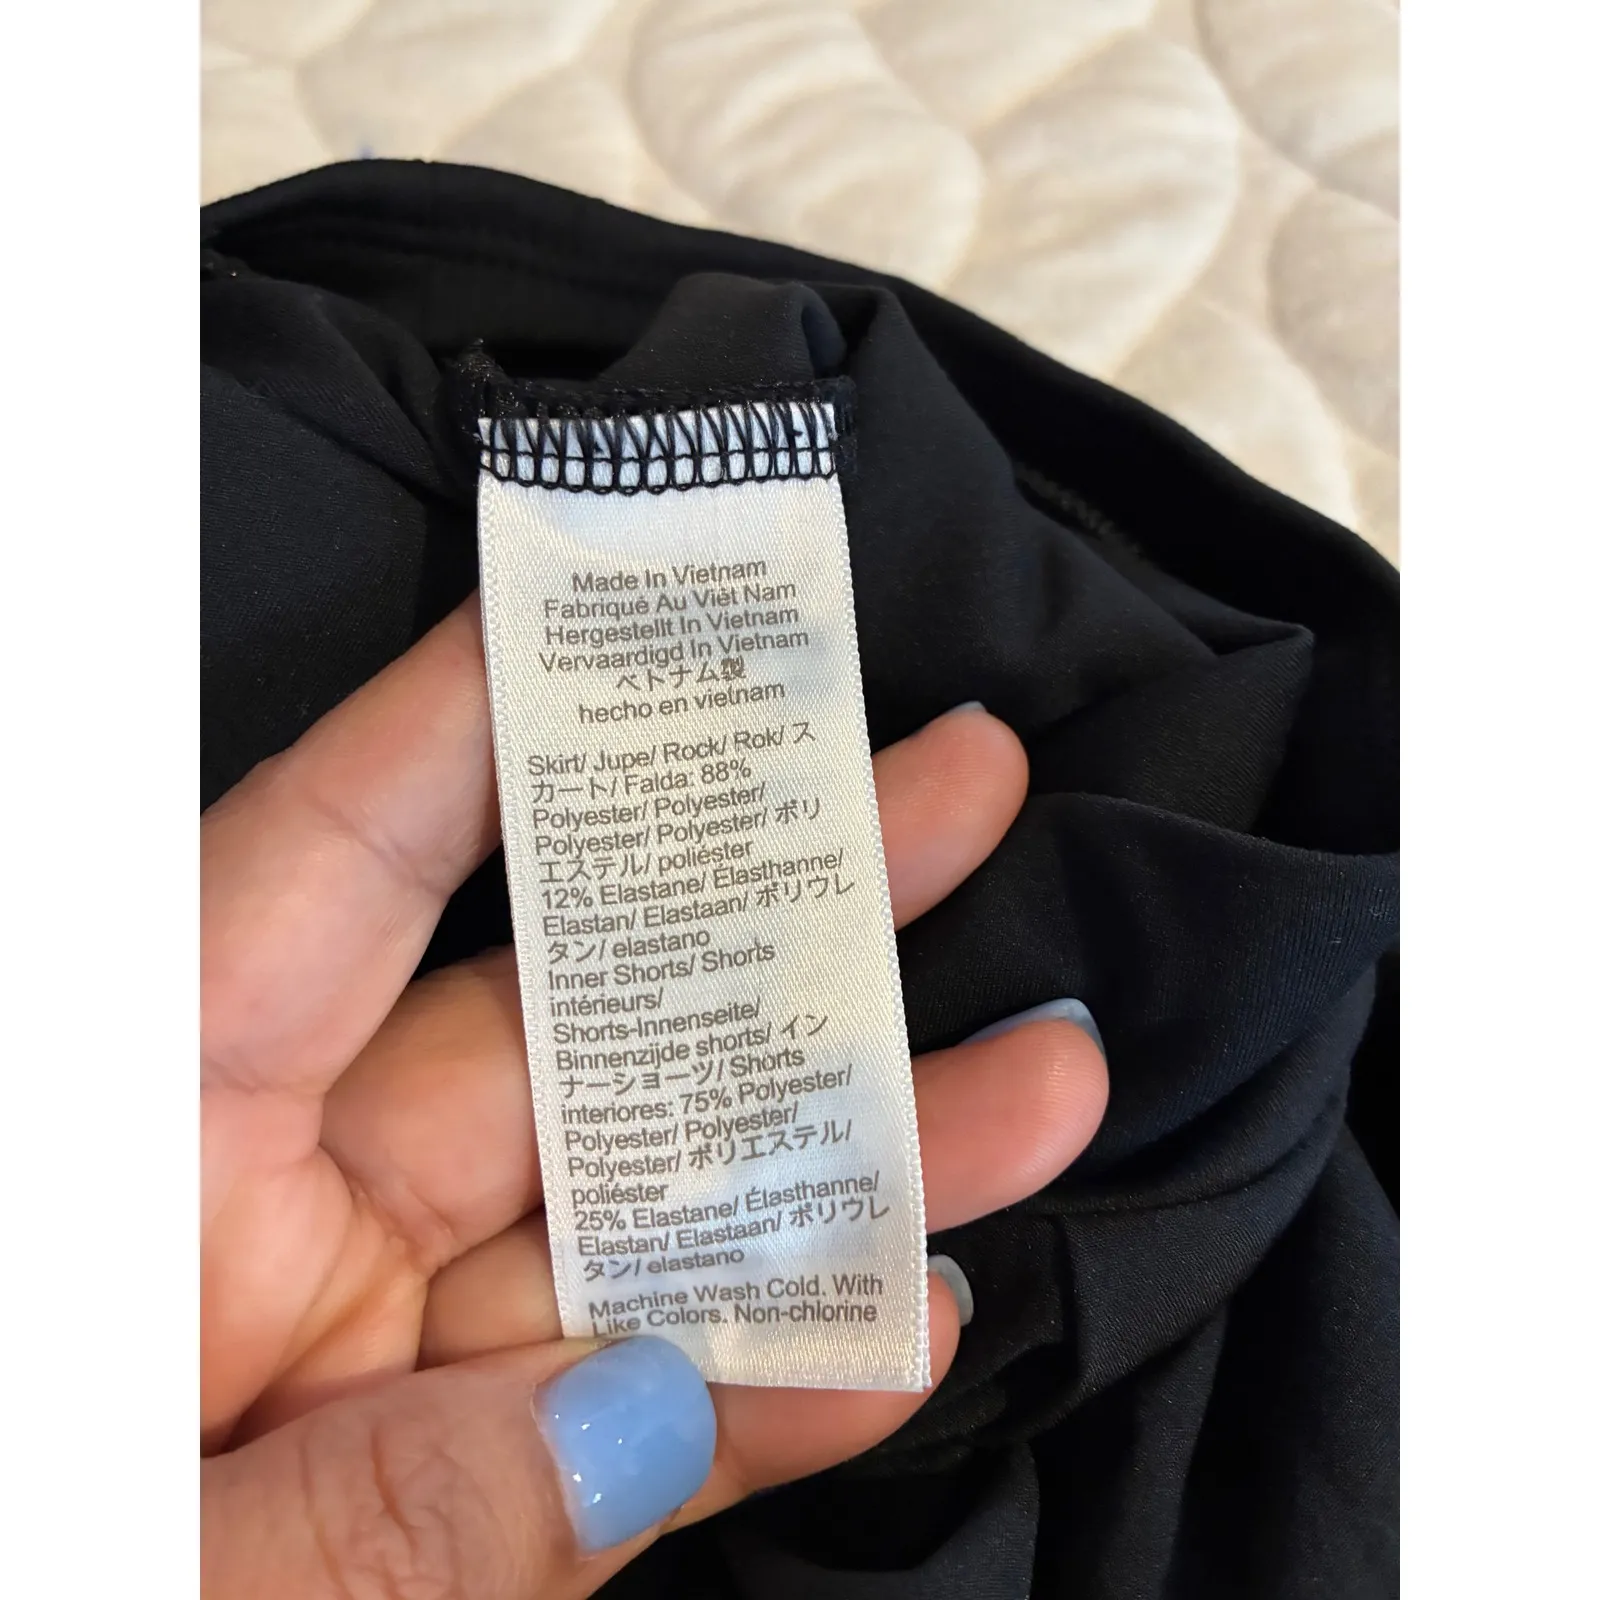 Made In Vietnam
Fabriqué Au Viêt Nam
Hergestellt In Vietnam
Vervaardigd In Vietnam
ベトナム製
hecho en vietnam
Skirt/ Jupe/ Rock/ Rok/ ス
カート/ Falda: 88%
Polyester/ Polyester/
Polyester/ Polyester/ ポリ
エステル/ poliéster
12% Elastane/ Élasthanne/
Elastan/ Elastaan/ ポリウレ
タン/ elastano
Inner Shorts/ Shorts
intérieurs/
Shorts-Innenseite/
Binnenzijde shorts/ イン
ナーショーツ/ Shorts
interiores: 75% Polyester/
Polyester/ Polyester/
Polyester/ ポリエステル/
poliéster
25% Elastane/ Élasthanne/
Elastan/ Elastaan/ ポリウレ
タン/ elastano
Machine Wash Cold. With
Like Colors. Non-chlorine